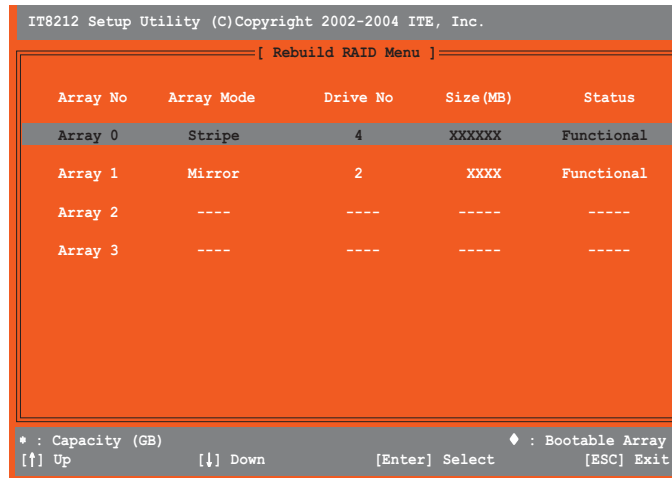 IT8212 Setup Utility (C)Copyright 2002-2004 ITE, Inc.
[ Rebuild RAID Menu ]
Array No Array Mode Drive No Size(MB) Status
Array 0 Stripe 4 XXXXXX Functional
Array 1 Mirror 2 XXXX Functional
Array 2 ---- ---- ----- -----
Array 3 ---- ---- ----- -----
* : Capacity (GB) ♦ : Bootable Array
[↑] Up [↓] Down [Enter] Select [ESC] Exit